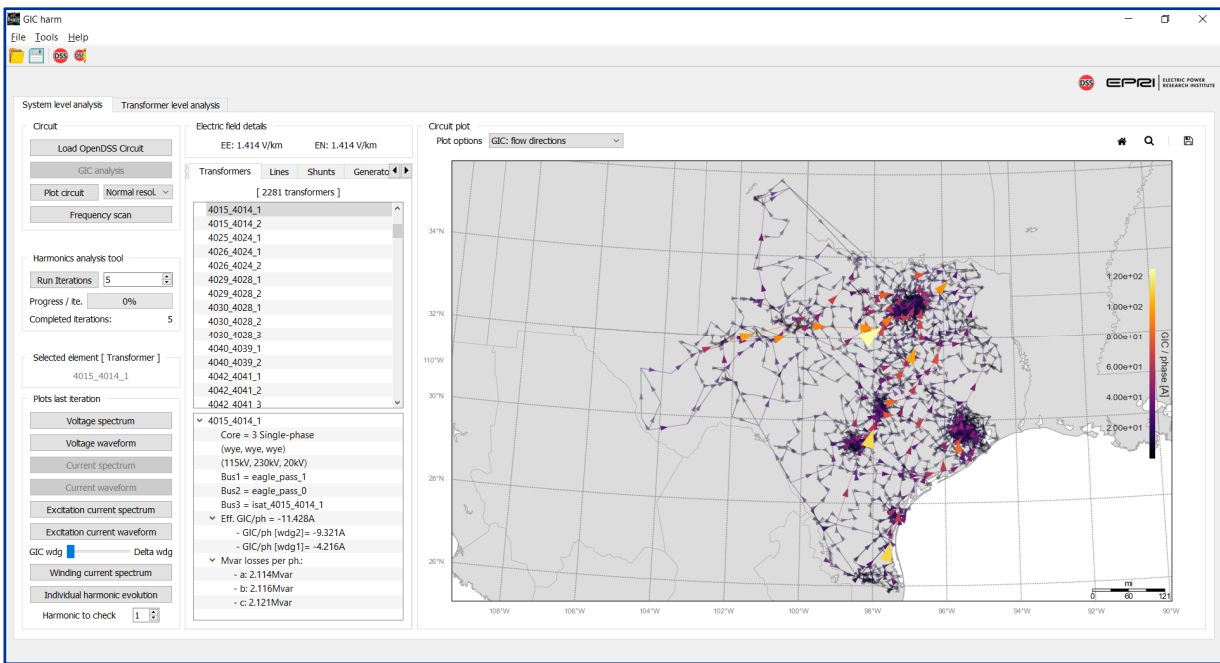 GIC harm
File Tools Help
DSS
EPRI ELECTRIC POWER
RESEARCH INSTITUTE
System level analysis
Transformer level analysis
Circuit
Load OpenDSS Circuit
GIC analysis
Plot circuit
Normal resol.
Frequency scan
Harmonics analysis tool
Run Iterations
5
Progress / ite.
0%
Completed iterations:
5
Selected element [ Transformer ]
4015_4014_1
Plots last iteration
Voltage spectrum
Voltage waveform
Current spectrum
Current waveform
Excitation current spectrum
Excitation current waveform
GIC wdg
Delta wdg
Winding current spectrum
Individual harmonic evolution
Harmonic to check
1
Electric field details
EE: 1.414 V/km
EN: 1.414 V/km
Transformers
Lines
Shunts
Generato
[ 2281 transformers ]
4015_4014_1
4015_4014_2
4025_4024_1
4026_4024_1
4026_4024_2
4029_4028_1
4029_4028_2
4030_4028_1
4030_4028_2
4030_4028_3
4040_4039_1
4040_4039_2
4042_4041_1
4042_4041_2
4042_4041_3
4015_4014_1
Core = 3 Single-phase
(wye, wye, wye)
(115kV, 230kV, 20kV)
Bus1 = eagle_pass_1
Bus2 = eagle_pass_0
Bus3 = isat_4015_4014_1
Eff. GIC/ph = -11.428A
- GIC/ph [wdg2]= -9.321A
- GIC/ph [wdg1]= -4.216A
Mvar losses per ph.:
- a: 2.114Mvar
- b: 2.116Mvar
- c: 2.121Mvar
Circuit plot
Plot options
GIC: flow directions
34°N
32°N
110°W
30°N
28°N
26°N
108°W
106°W
104°W
102°W
100°W
98°W
96°W
94°W
92°W
90°W
1.20e+02
1.00e+02
8.00e+01
6.00e+01
4.00e+01
2.00e+01
GIC / phase [A]
mi
0 60 121